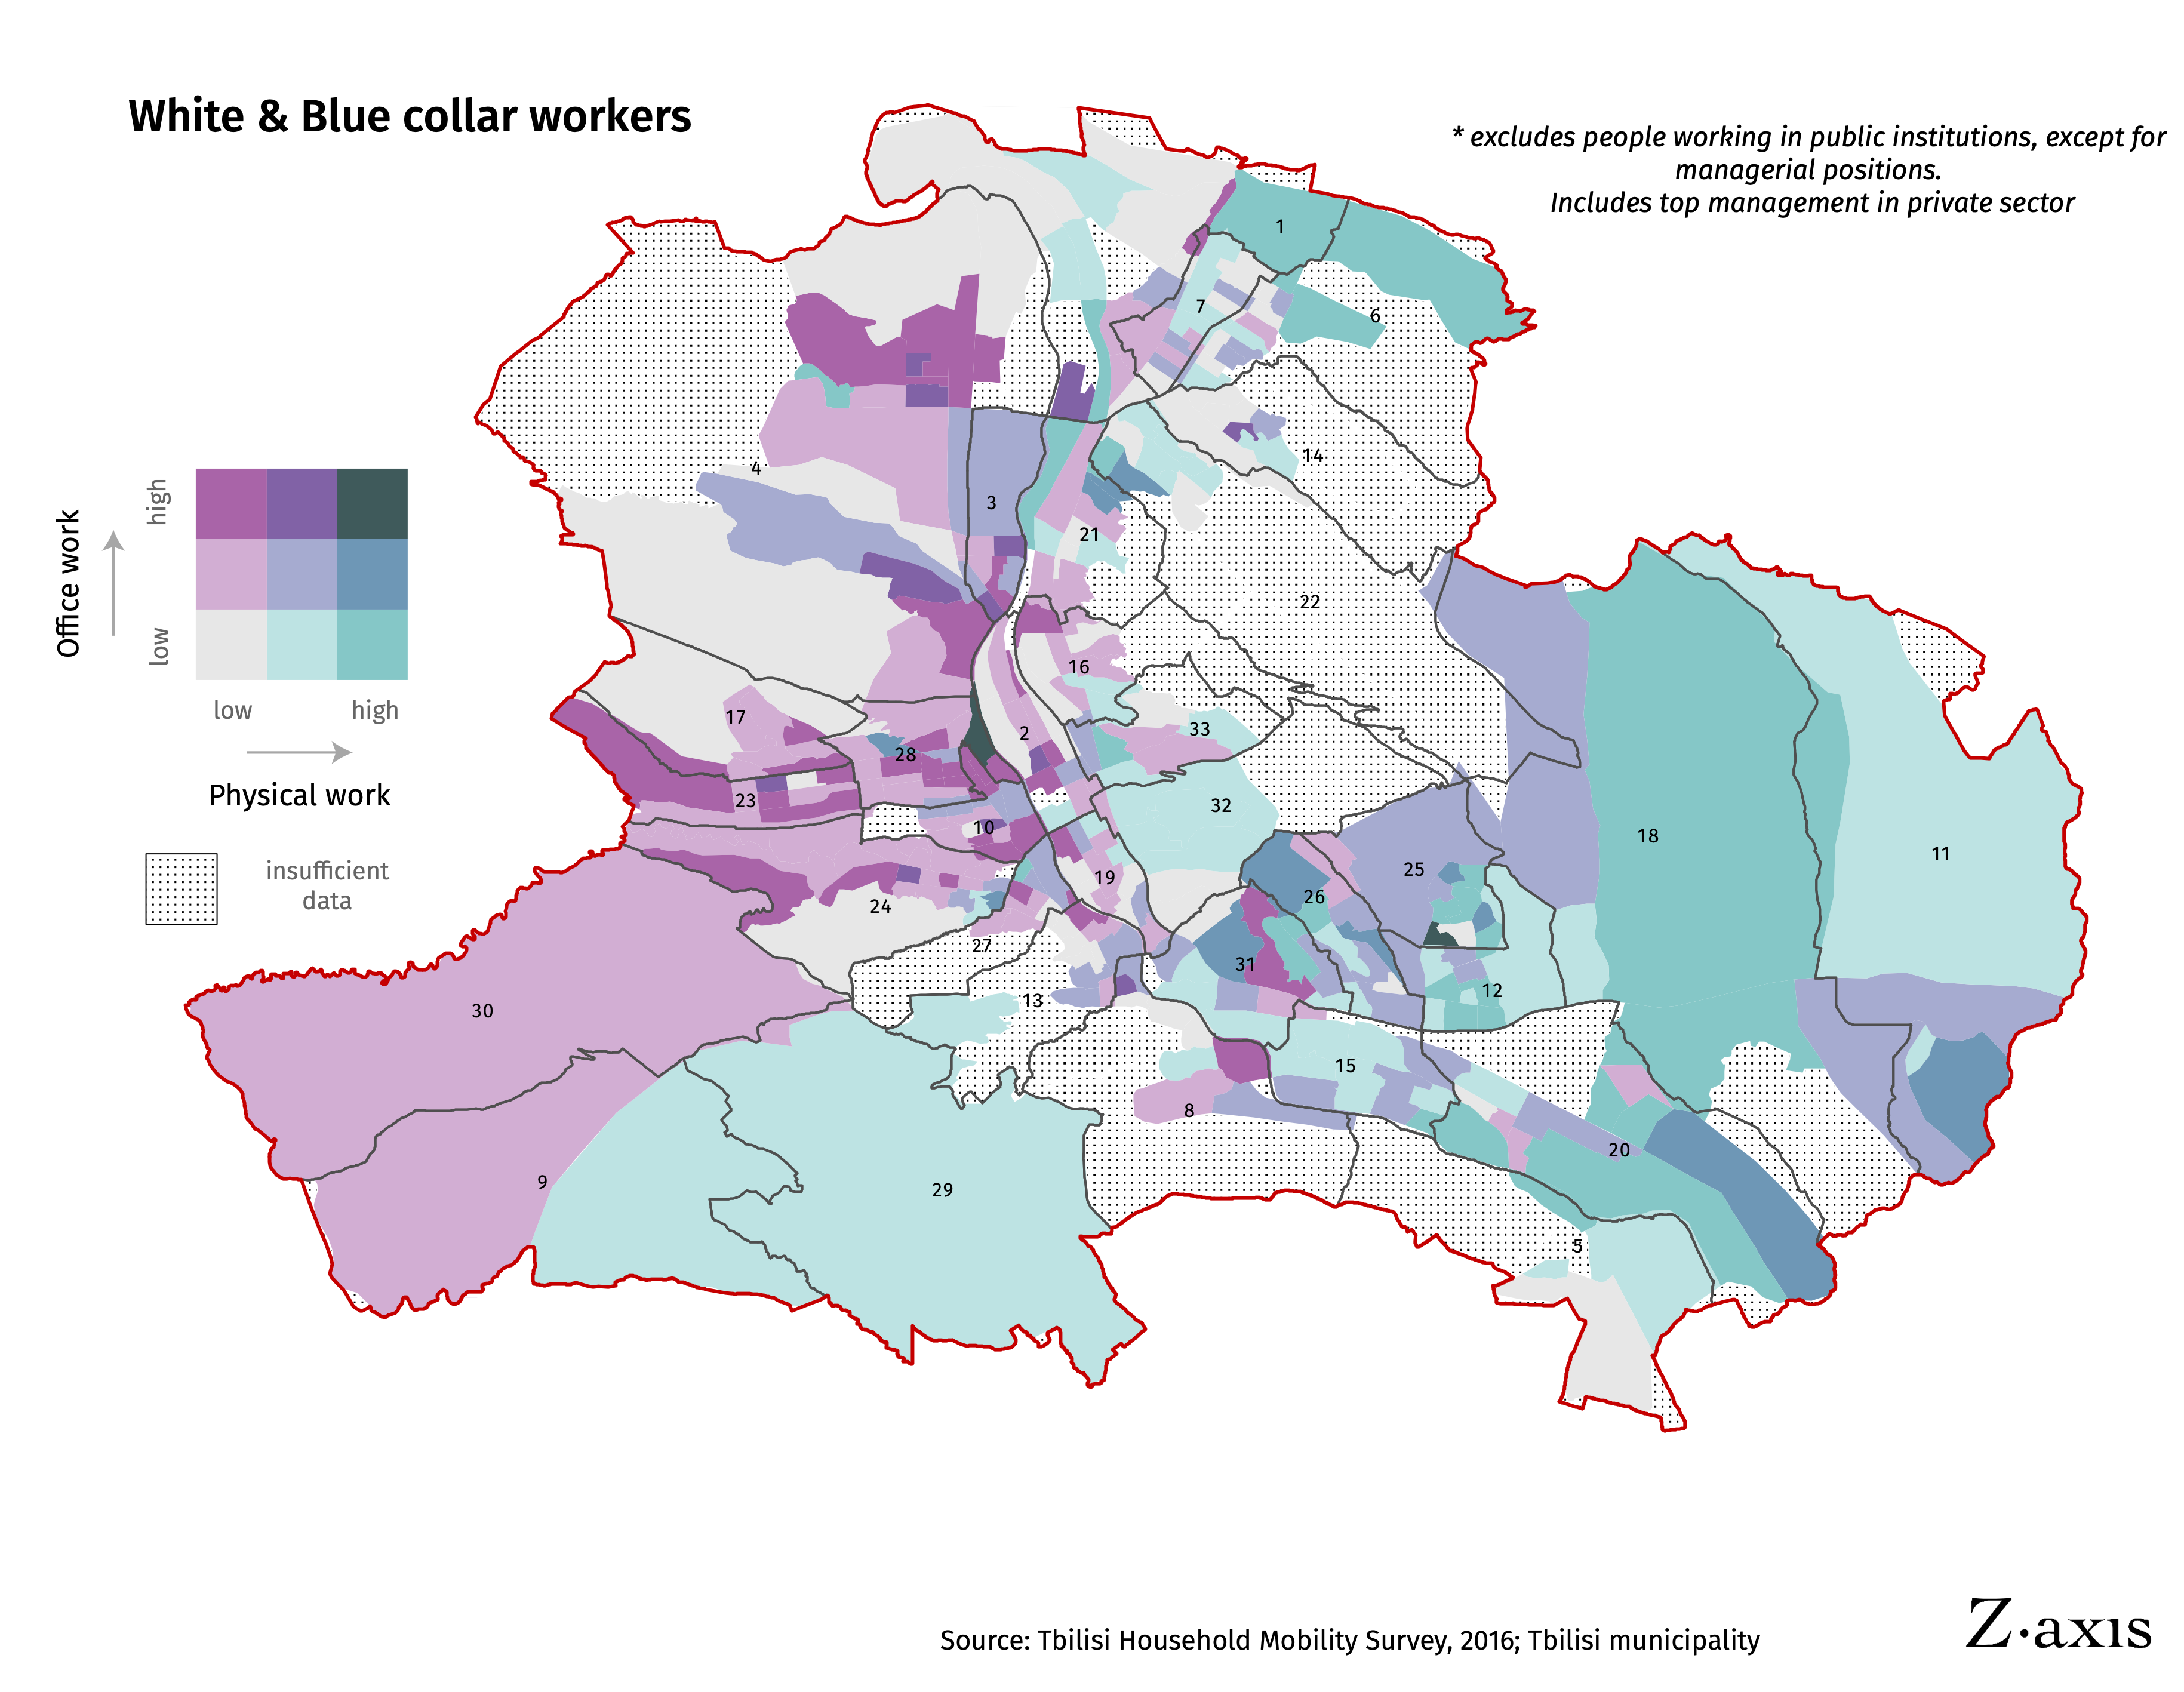 White & Blue collar workers
* excludes people working in public institutions, except for
managerial positions.
Includes top management in private sector
1
7
6
4
14
3
21
22
16
17
33
2
28
23
32
10
18
11
25
19
26
24
27
31
12
13
30
15
8
20
9
29
5
Office work
high
low
low
high
Physical work
insufficient
data
Source: Tbilisi Household Mobility Survey, 2016; Tbilisi municipality
Z·axis